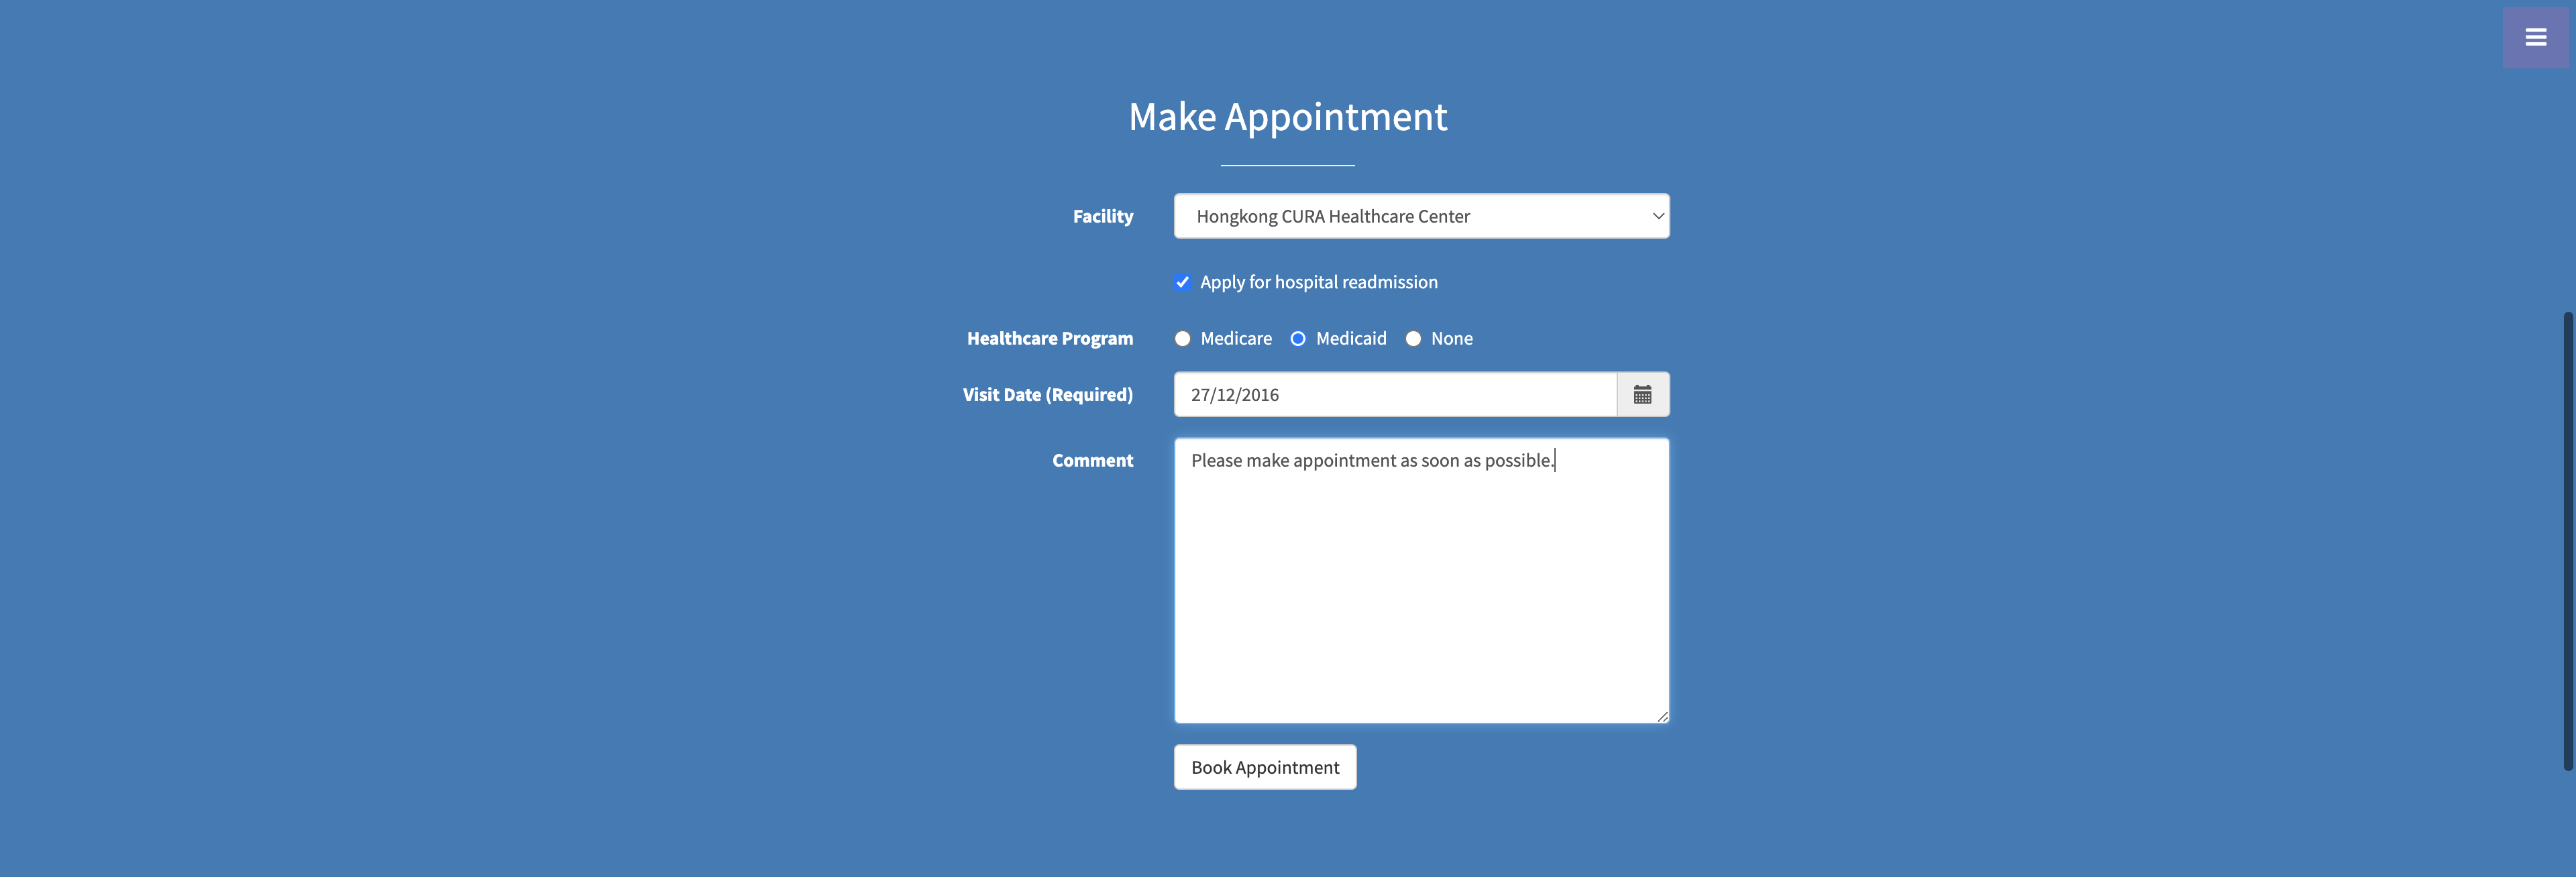 Make Appointment
Facility Hongkong CURA Healthcare Center
Apply for hospital readmission
Healthcare Program Medicare Medicaid None
Visit Date (Required) 27/12/2016
Comment Please make appointment as soon as possible.
Book Appointment